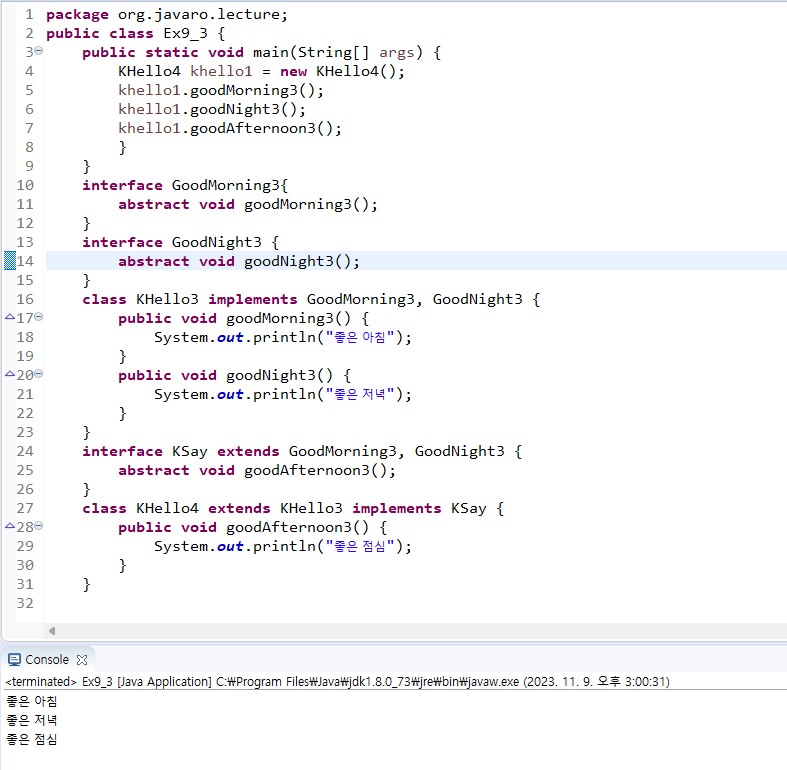 1 package org.javaro.lecture;
2 public class Ex9_3 {
3 public static void main(String[] args) {
4 KHello4 khello1 = new KHello4();
5 khello1.goodMorning3();
6 khello1.goodNight3();
7 khello1.goodAfternoon3();
8 }
9 }
10 interface GoodMorning3{
11 abstract void goodMorning3();
12 }
13 interface GoodNight3 {
14 abstract void goodNight3();
15 }
16 class KHello3 implements GoodMorning3, GoodNight3 {
17 public void goodMorning3() {
18 System.out.println("좋은 아침");
19 }
20 public void goodNight3() {
21 System.out.println("좋은 저녁");
22 }
23 }
24 interface KSay extends GoodMorning3, GoodNight3 {
25 abstract void goodAfternoon3();
26 }
27 class KHello4 extends KHello3 implements KSay {
28 public void goodAfternoon3() {
29 System.out.println("좋은 점심");
30 }
31 }
32
Console
<terminated> Ex9_3 [Java Application] C:₩Program Files₩Java₩jdk1.8.0_73₩jre₩bin₩javaw.exe (2023. 11. 9. 오후 3:00:31)
좋은 아침
좋은 저녁
좋은 점심